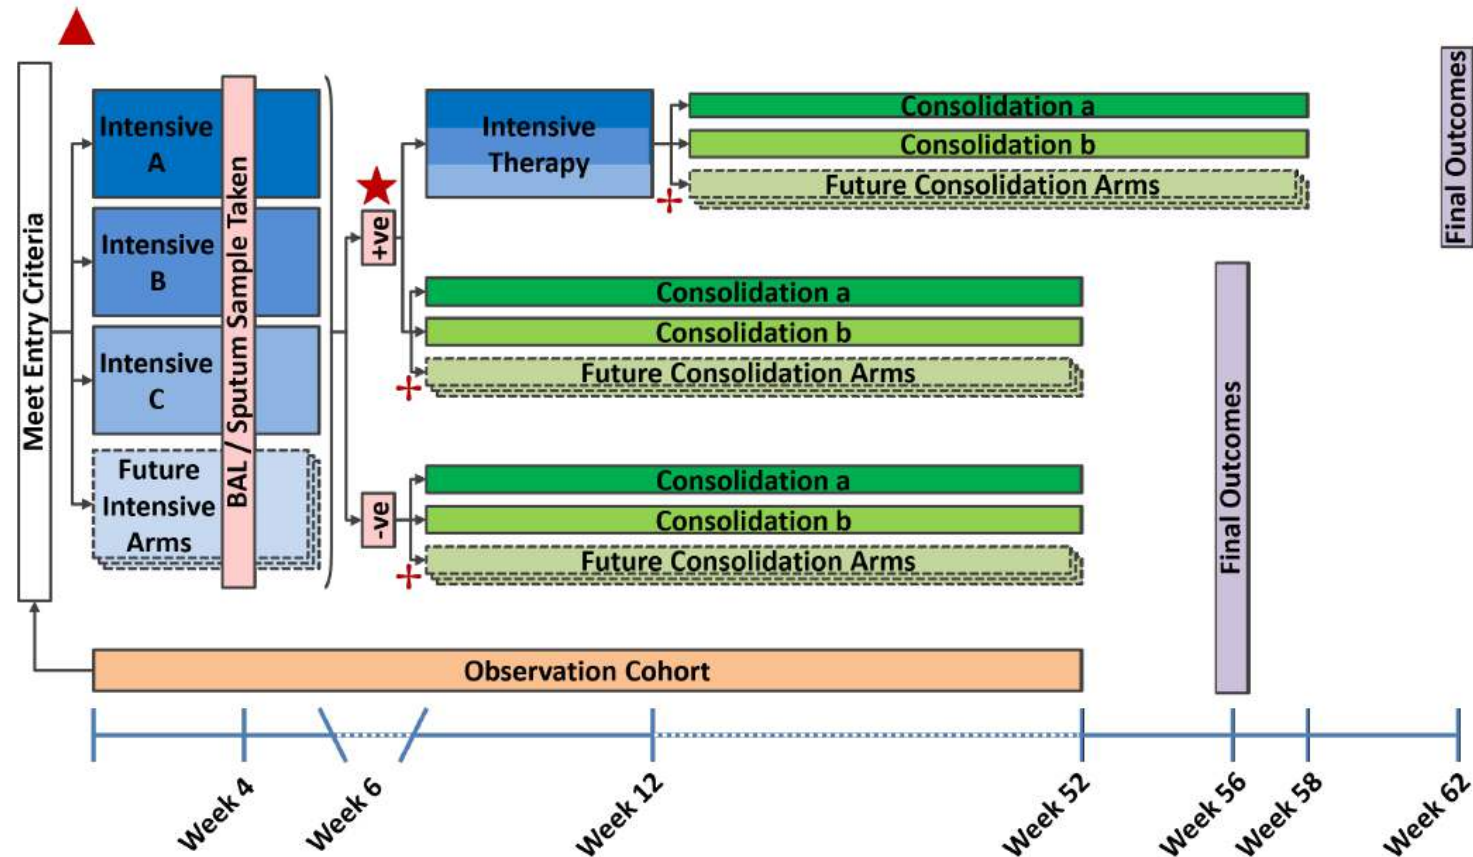 Meet Entry Criteria
Intensive
A
Intensive
B
Intensive
C
Future
Intensive
Arms
BAL / Sputum Sample Taken
+ve
-ve
Intensive
Therapy
Consolidation a
Consolidation b
Future Consolidation Arms
Consolidation a
Consolidation b
Future Consolidation Arms
Consolidation a
Consolidation b
Future Consolidation Arms
Final Outcomes
Final Outcomes
Observation Cohort
Week 4
Week 6
Week 12
Week 52
Week 56
Week 58
Week 62